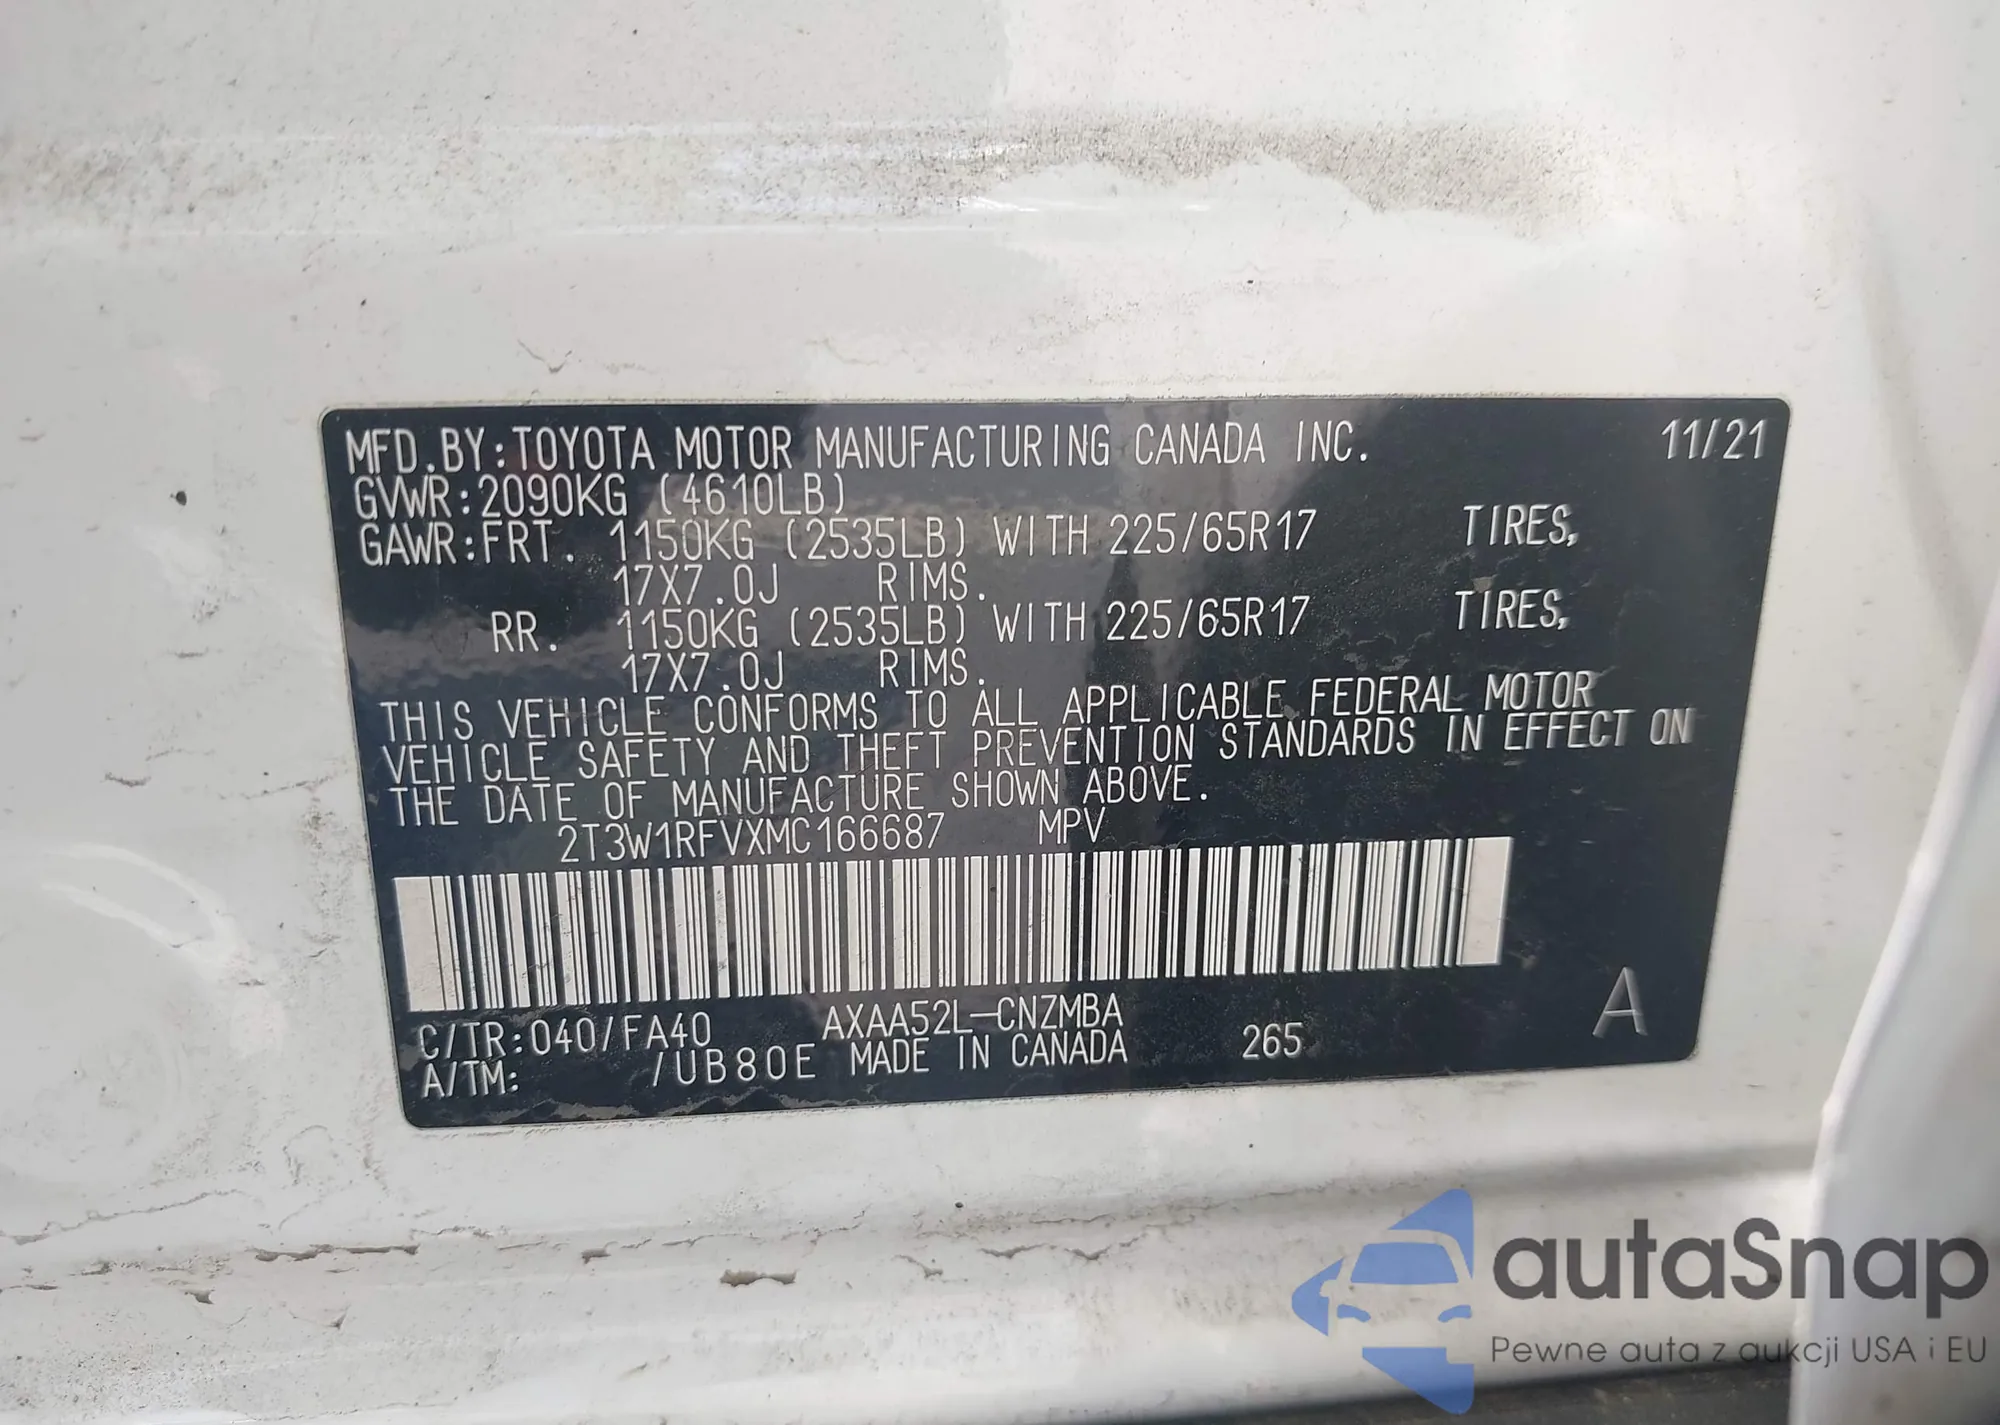 MFD.BY:TOYOTA MOTOR MANUFACTURING CANADA INC. 11/21
GVWR:2090KG (4610LB)
GAWR:FRT. 1150KG (2535LB) WITH 225/65R17 TIRES,
17X7.0J RIMS.
RR. 1150KG (2535LB) WITH 225/65R17 TIRES,
17X7.0J RIMS.
THIS VEHICLE CONFORMS TO ALL APPLICABLE FEDERAL MOTOR
VEHICLE SAFETY AND THEFT PREVENTION STANDARDS IN EFFECT ON
THE DATE OF MANUFACTURE SHOWN ABOVE.
2T3W1RFVXMC166687 MPV
C/TR:040/FA40 AXAA52L-CNZMBA 265 A
A/TM: /UB80E MADE IN CANADA
autaSnap
Pewne auta z aukcji USA i EU